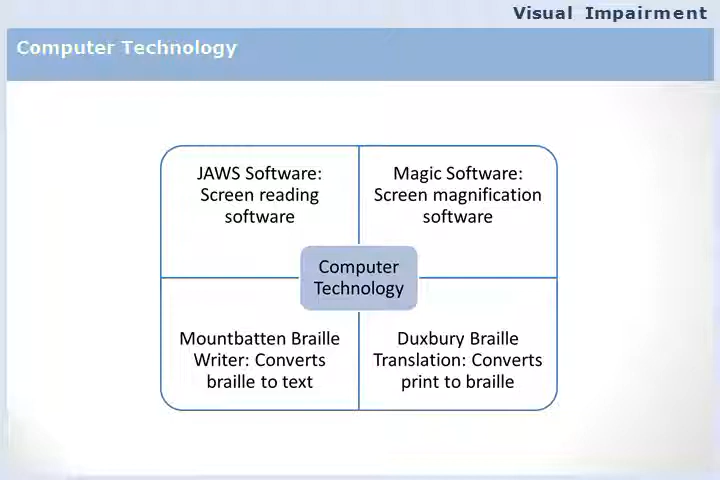 Visual Impairment
Computer Technology
JAWS Software:
Screen reading
software
Magic Software:
Screen magnification
software
Computer
Technology
Mountbatten Braille
Writer: Converts
braille to text
Duxbury Braille
Translation: Converts
print to braille